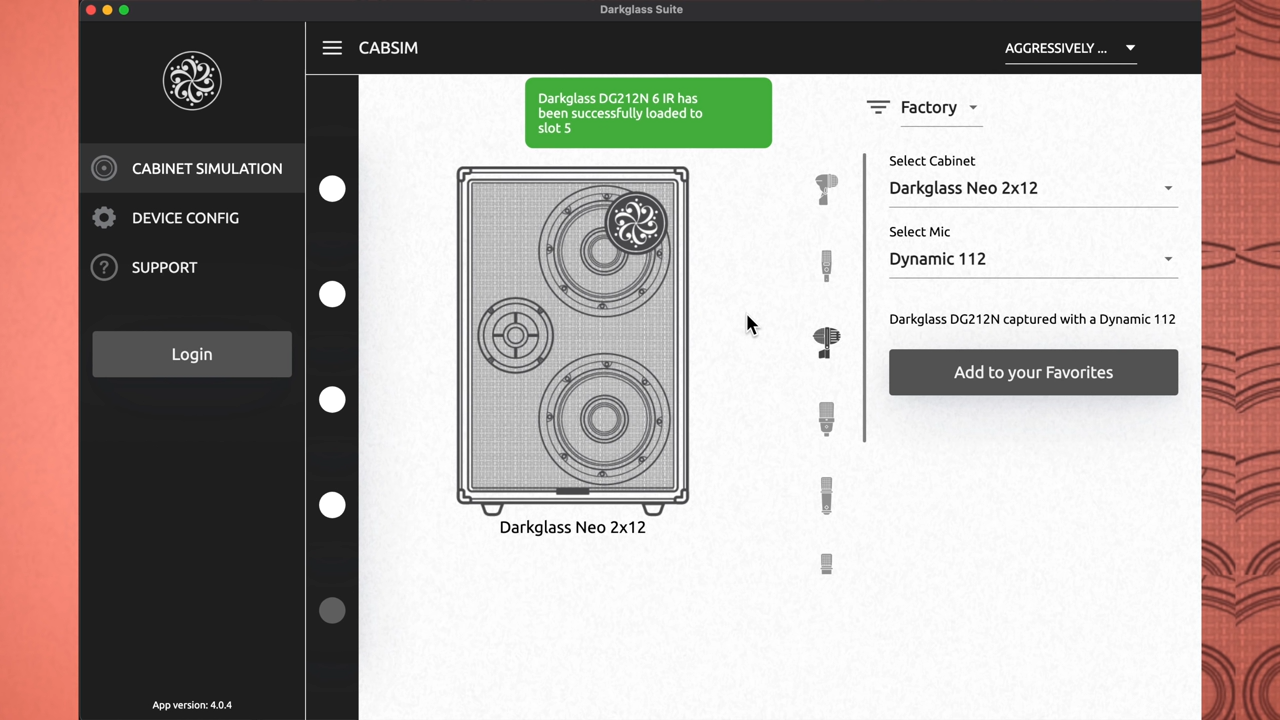 Darkglass Suite
CABSIM
AGGRESSIVELY ...
CABINET SIMULATION
DEVICE CONFIG
SUPPORT
Login
App version: 4.0.4
Darkglass DG212N 6 IR has
been successfully loaded to
slot 5
Darkglass Neo 2x12
Factory
Select Cabinet
Darkglass Neo 2x12
Select Mic
Dynamic 112
Darkglass DG212N captured with a Dynamic 112
Add to your Favorites